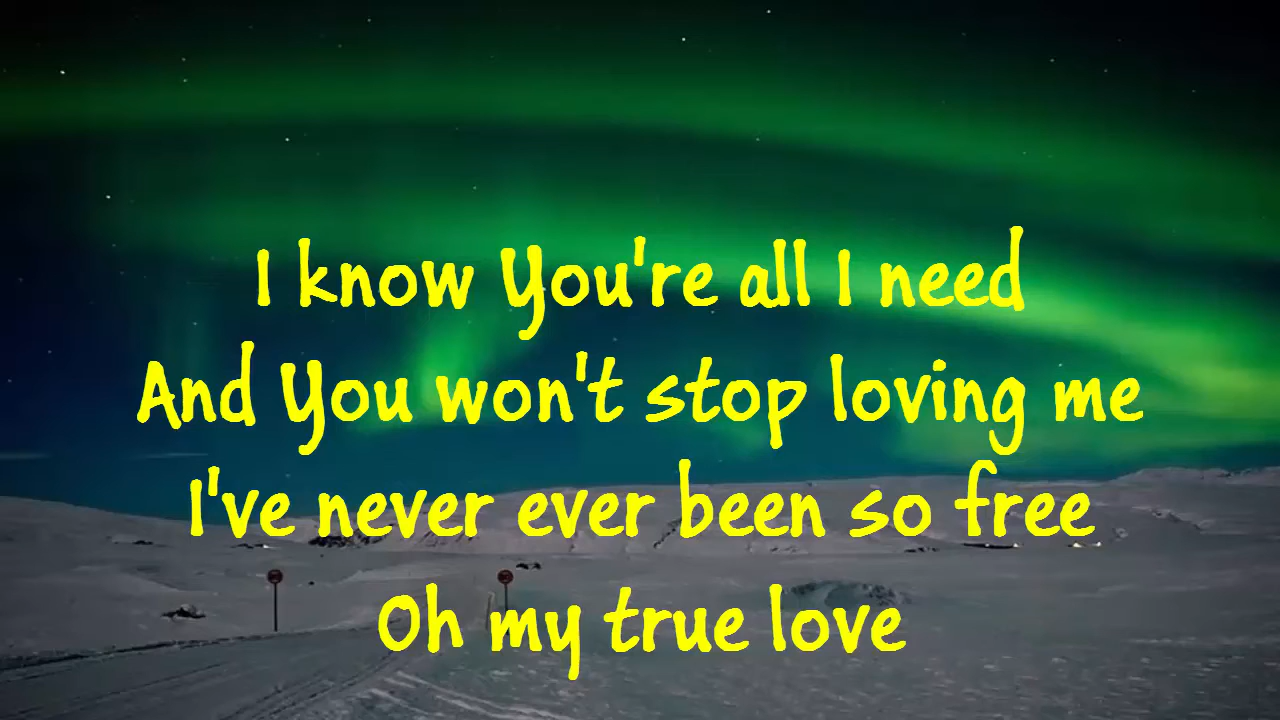 I know You're all I need
And You won't stop loving me
I've never ever been so free
Oh my true love